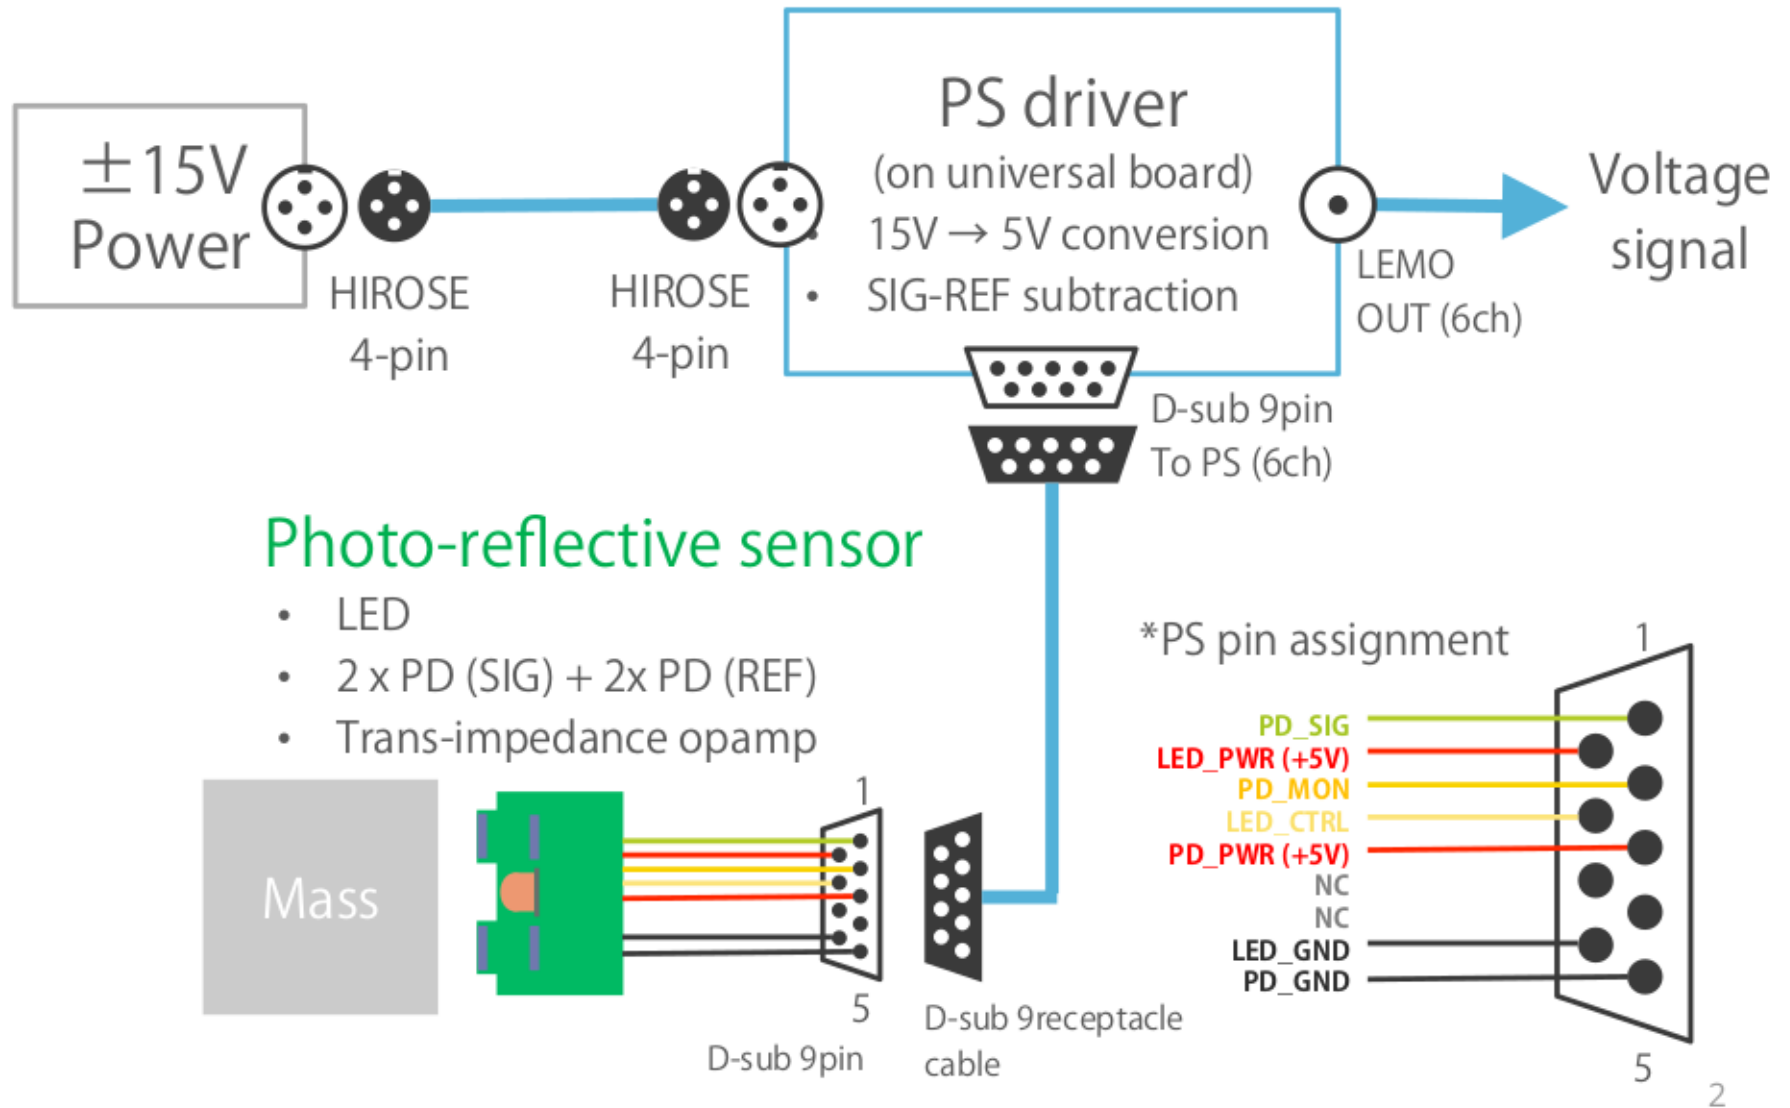 ±15V
Power
HIROSE
4-pin
HIROSE
4-pin
PS driver
(on universal board)
• 15V → 5V conversion
• SIG-REF subtraction
LEMO
OUT (6ch)
Voltage
signal
D-sub 9pin
To PS (6ch)
Photo-reflective sensor
• LED
• 2 x PD (SIG) + 2x PD (REF)
• Trans-impedance opamp
Mass
1
5
D-sub 9pin
D-sub 9receptacle
cable
*PS pin assignment
1
PD_SIG
LED_PWR (+5V)
PD_MON
LED_CTRL
PD_PWR (+5V)
NC
NC
LED_GND
PD_GND
5
2